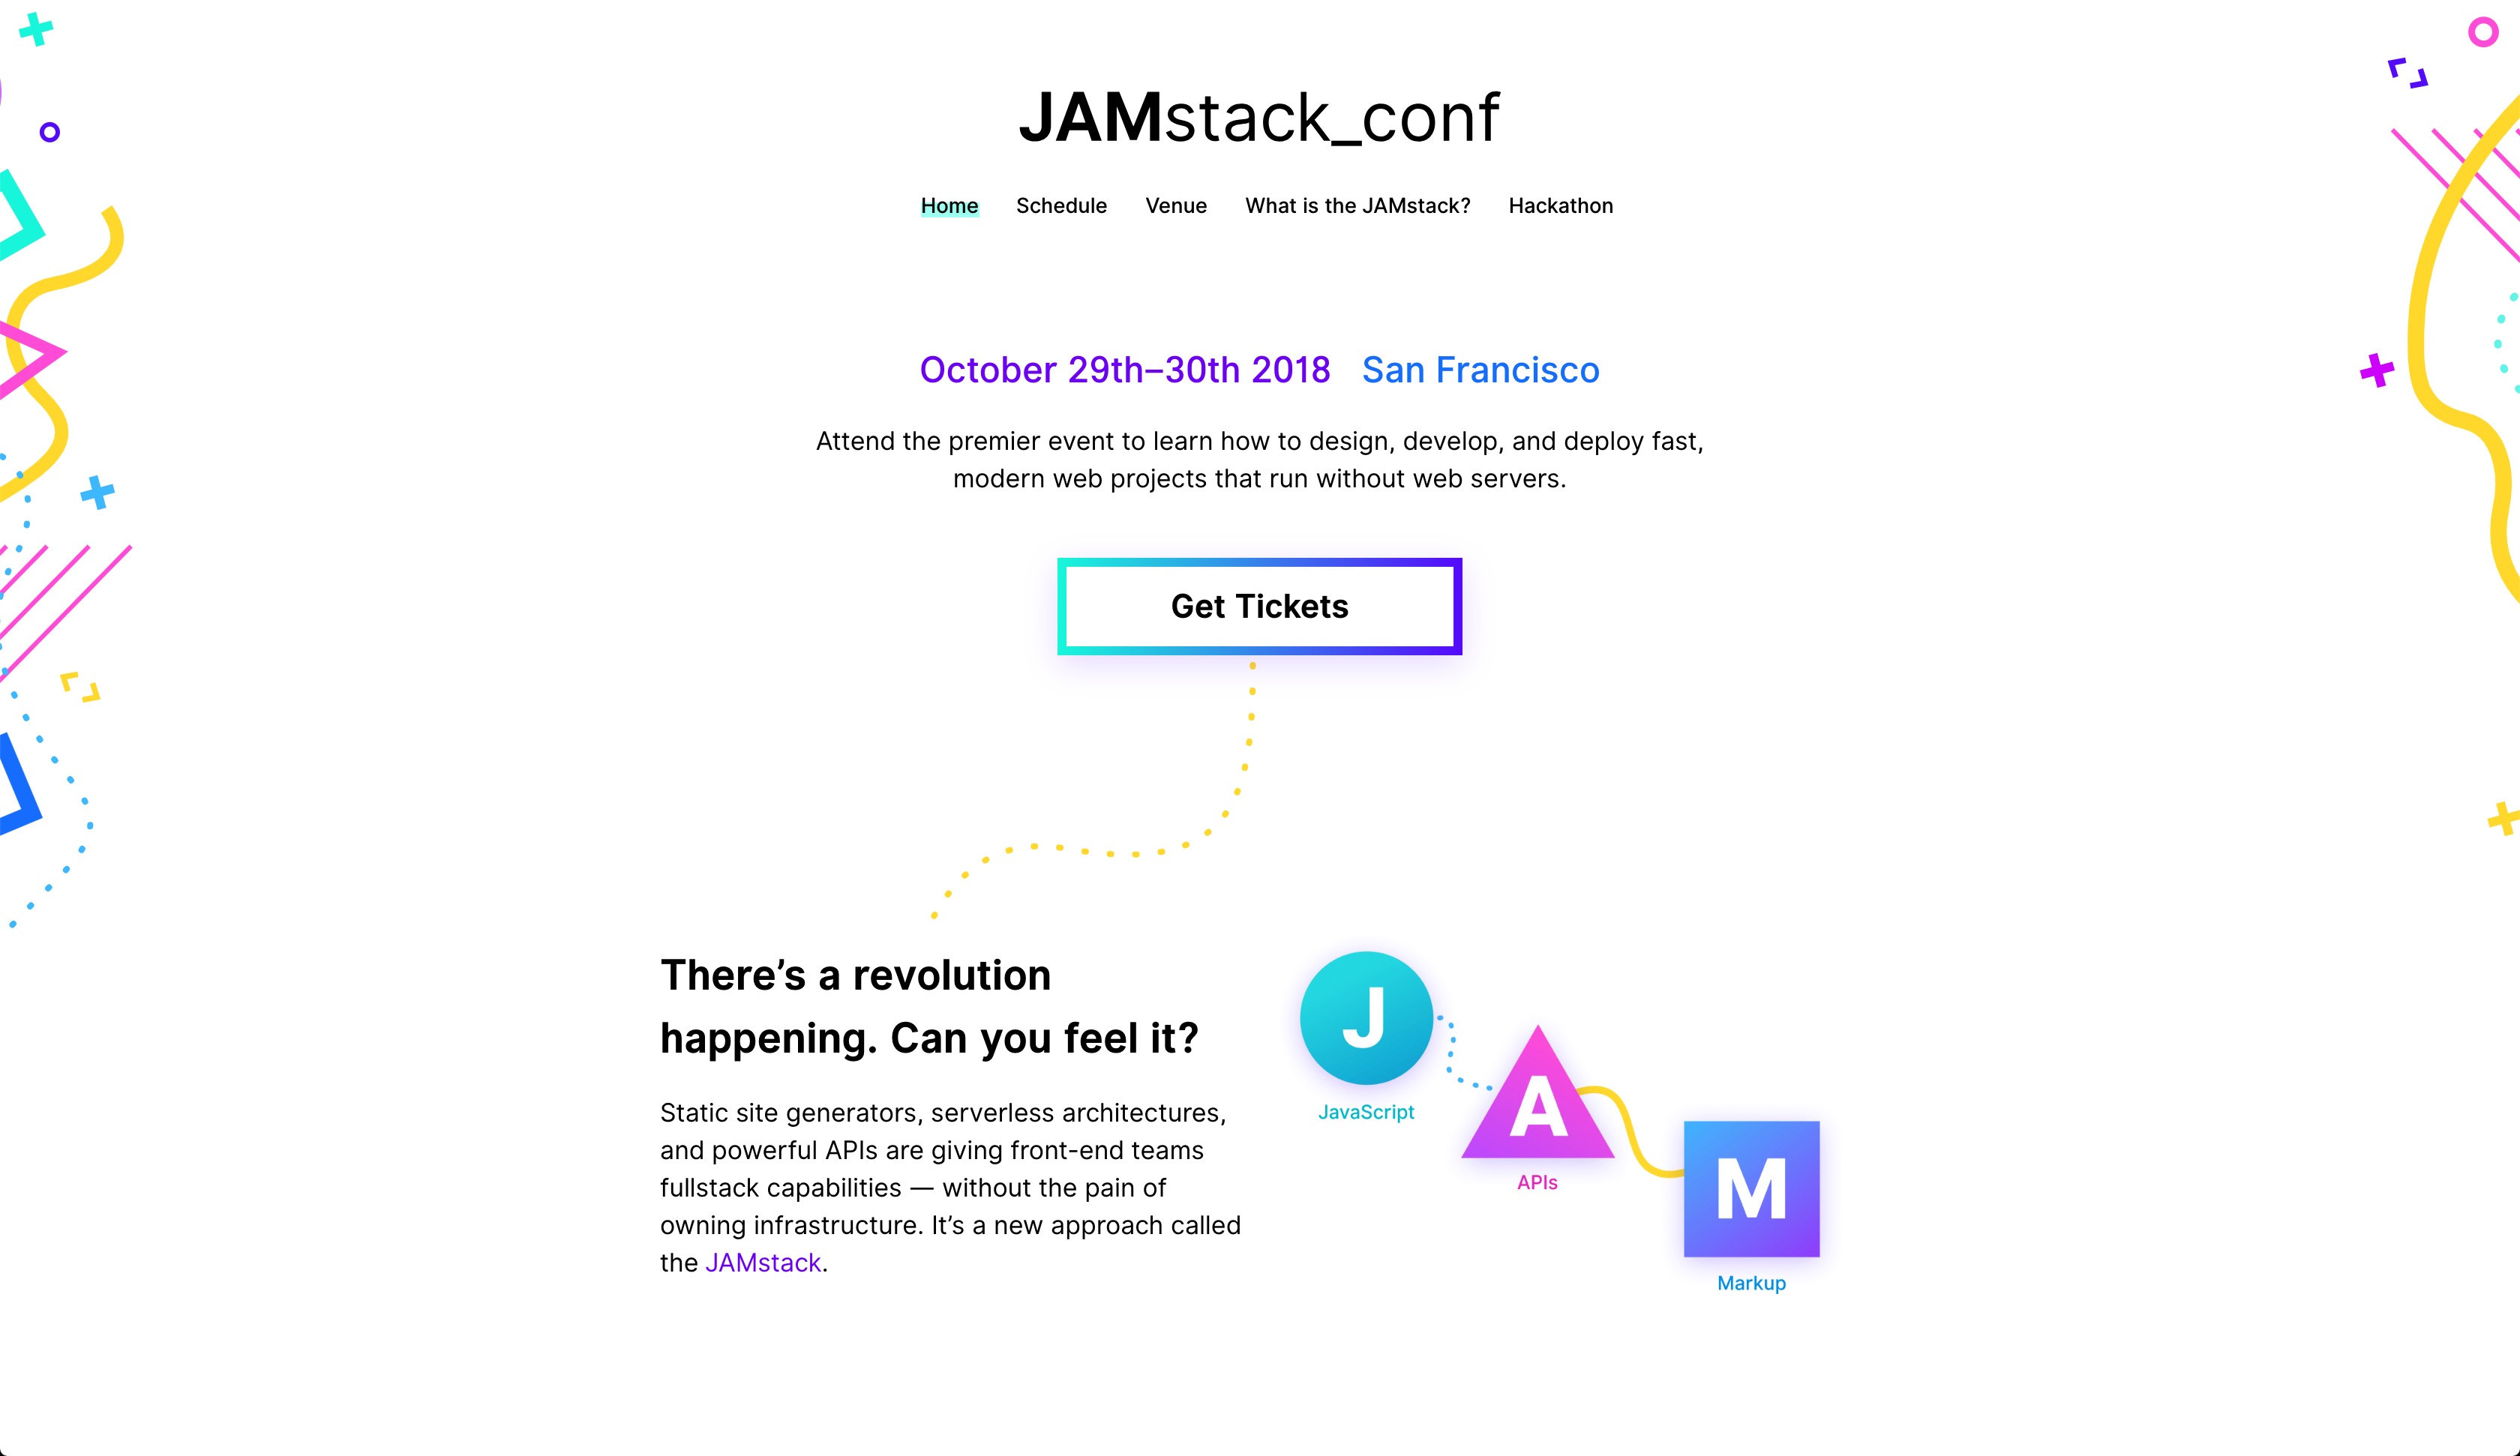 JAMstack_conf
Home Schedule Venue What is the JAMstack? Hackathon
October 29th–30th 2018 San Francisco
Attend the premier event to learn how to design, develop, and deploy fast,
modern web projects that run without web servers.
Get Tickets
There’s a revolution
happening. Can you feel it?
Static site generators, serverless architectures,
and powerful APIs are giving front-end teams
fullstack capabilities — without the pain of
owning infrastructure. It’s a new approach called
the JAMstack.
J
JavaScript
A
APIs
M
Markup